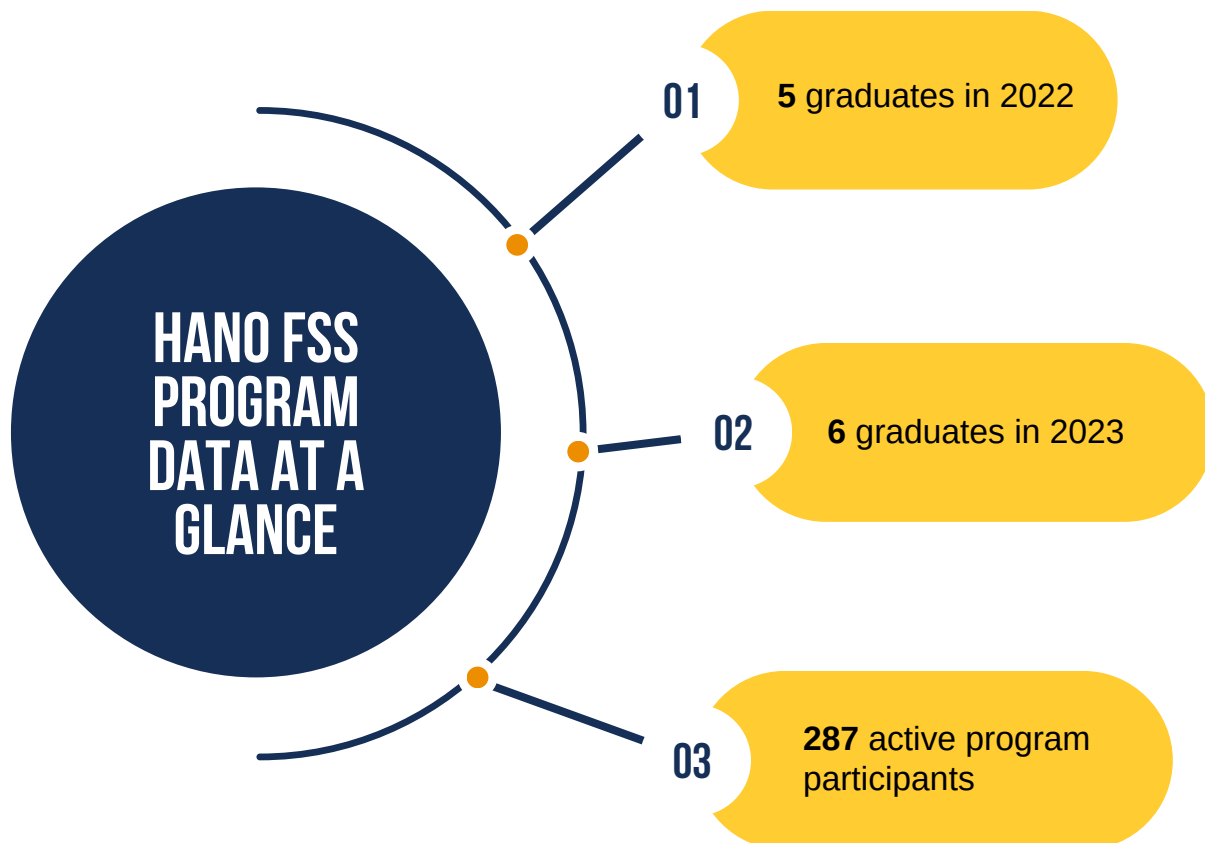 HANO FSS
PROGRAM
DATA AT A
GLANCE
01
5 graduates in 2022
02
6 graduates in 2023
03
287 active program
participants